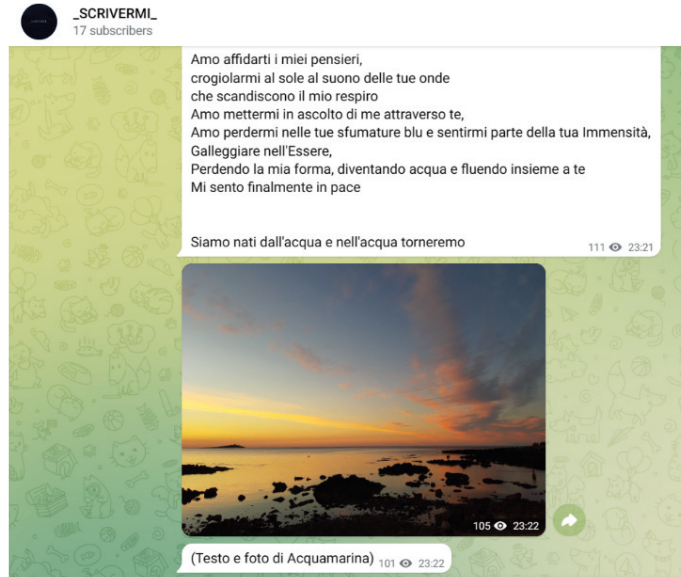 _SCRIVERMI_
17 subscribers
Amo affidarti i miei pensieri,
crogiolarmi al sole al suono delle tue onde
che scandiscono il mio respiro
Amo mettermi in ascolto di me attraverso te,
Amo perdermi nelle tue sfumature blu e sentirmi parte della tua Immensità,
Galleggiare nell'Essere,
Perdendo la mia forma, diventando acqua e fluendo insieme a te
Mi sento finalmente in pace
Siamo nati dall'acqua e nell'acqua torneremo
111 23:21
105 23:22
(Testo e foto di Acquamarina) 101 23:22